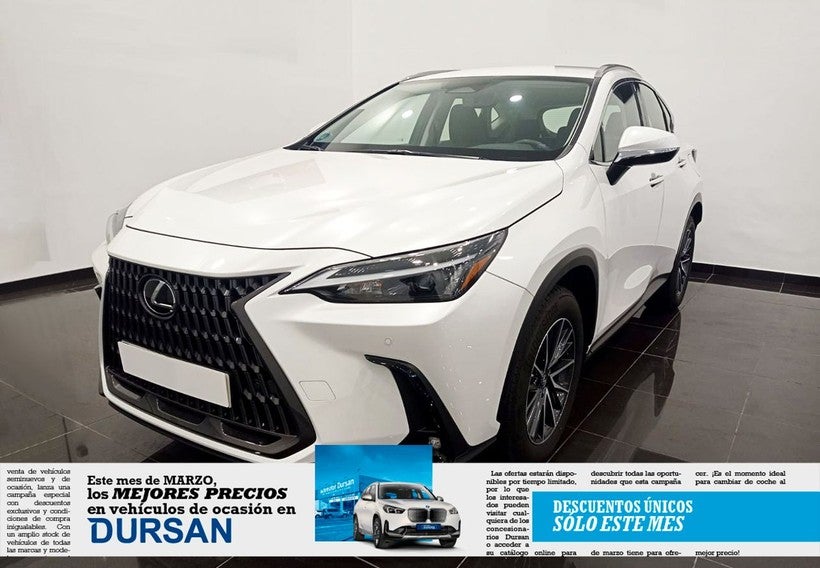 venta de vehículos
seminuevos y de
ocasión, lanza una
campaña especial
con descuentos
exclusivos y condi-
ciones de compra
inigualables. Con
un amplio stock de
vehículos de todas
las marcas y mode-
Este mes de MARZO,
los MEJORES PRECIOS
en vehículos de ocasión en
DURSAN
Dursan
Las ofertas estarán dispo-
nibles por tiempo limitado,
por lo que
los interesa-
dos pueden
visitar cual-
quiera de los
concesiona-
rios Dursan
o acceder a
su catálogo online para
descubrir todas las oportu-
nidades que esta campaña
de marzo tiene para ofre-
cer. ¡Es el momento ideal
para cambiar de coche al
mejor precio!
DESCUENTOS ÚNICOS
SÓLO ESTE MES